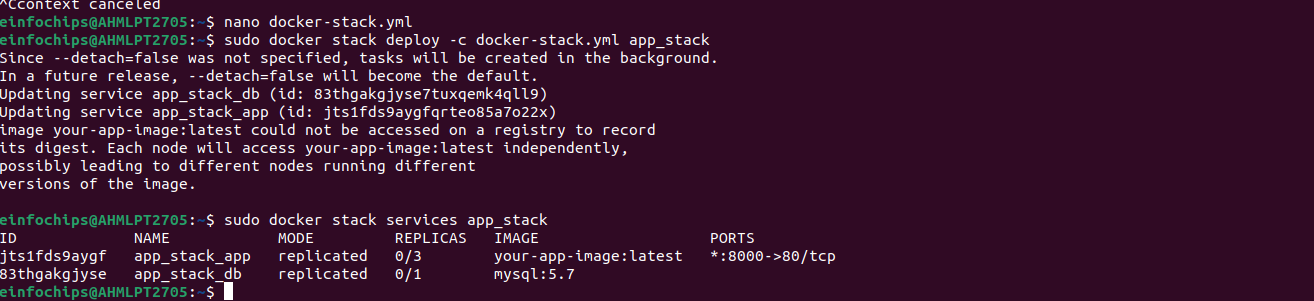 ^Ccontext canceled
einfochips@AHMLPT2705:~$ nano docker-stack.yml
einfochips@AHMLPT2705:~$ sudo docker stack deploy -c docker-stack.yml app_stack
Since --detach=false was not specified, tasks will be created in the background.
In a future release, --detach=false will become the default.
Updating service app_stack_db (id: 83thgakgjyse7tuxqemk4qll9)
Updating service app_stack_app (id: jts1fds9aygfqrteo85a7o22x)
image your-app-image:latest could not be accessed on a registry to record
its digest. Each node will access your-app-image:latest independently,
possibly leading to different nodes running different
versions of the image.
einfochips@AHMLPT2705:~$ sudo docker stack services app_stack
ID NAME MODE REPLICAS IMAGE PORTS
jts1fds9aygf app_stack_app replicated 0/3 your-app-image:latest *:8000->80/tcp
83thgakgjyse app_stack_db replicated 0/1 mysql:5.7
einfochips@AHMLPT2705:~$